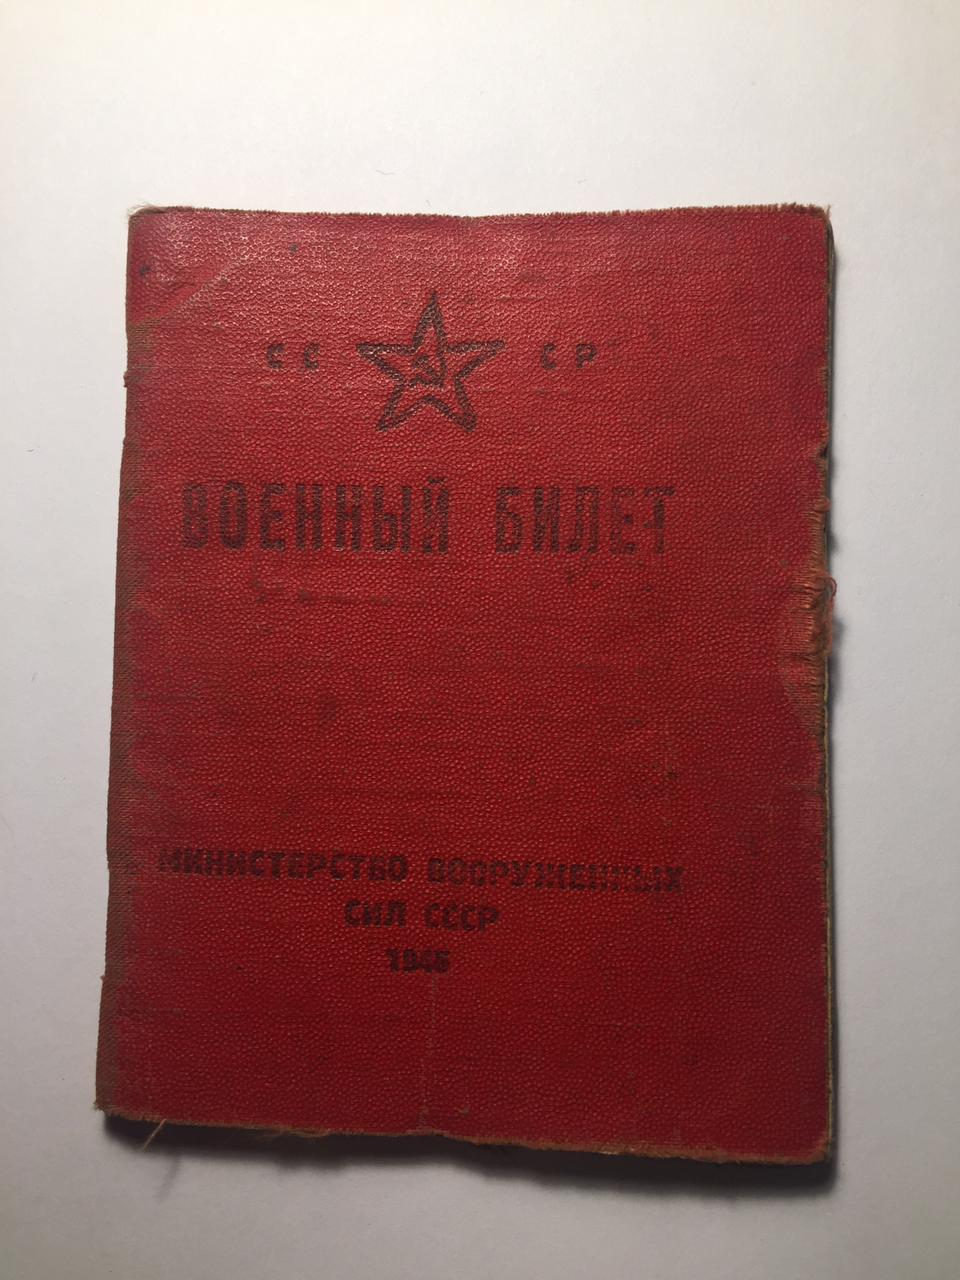 СС СР
ВОЕННЫЙ БИЛЕТ
МИНИСТЕРСТВО ВООРУЖЕННЫХ
СИЛ СССР